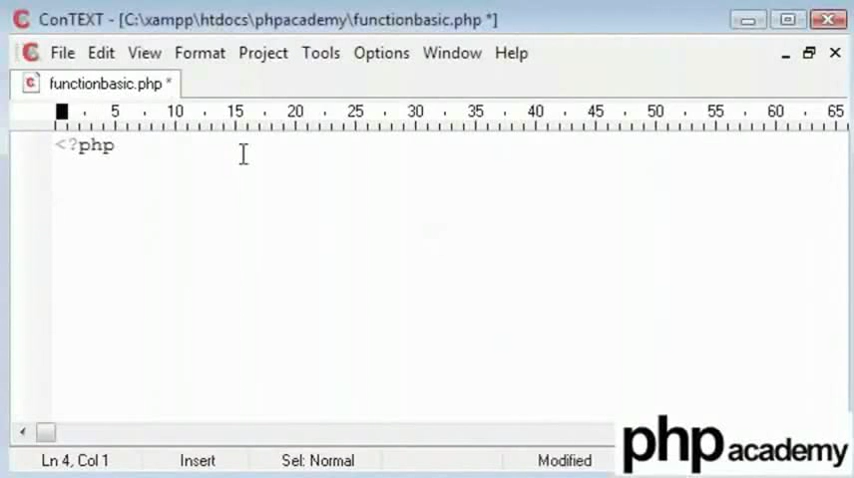 ConTEXT - [C:\xampp\htdocs\phpacademy\functionbasic.php *]
File Edit View Format Project Tools Options Window Help
functionbasic.php *
5 10 15 20 25 30 35 40 45 50 55 60 65
<?php
Ln 4, Col 1 Insert Sel: Normal Modified
php academy